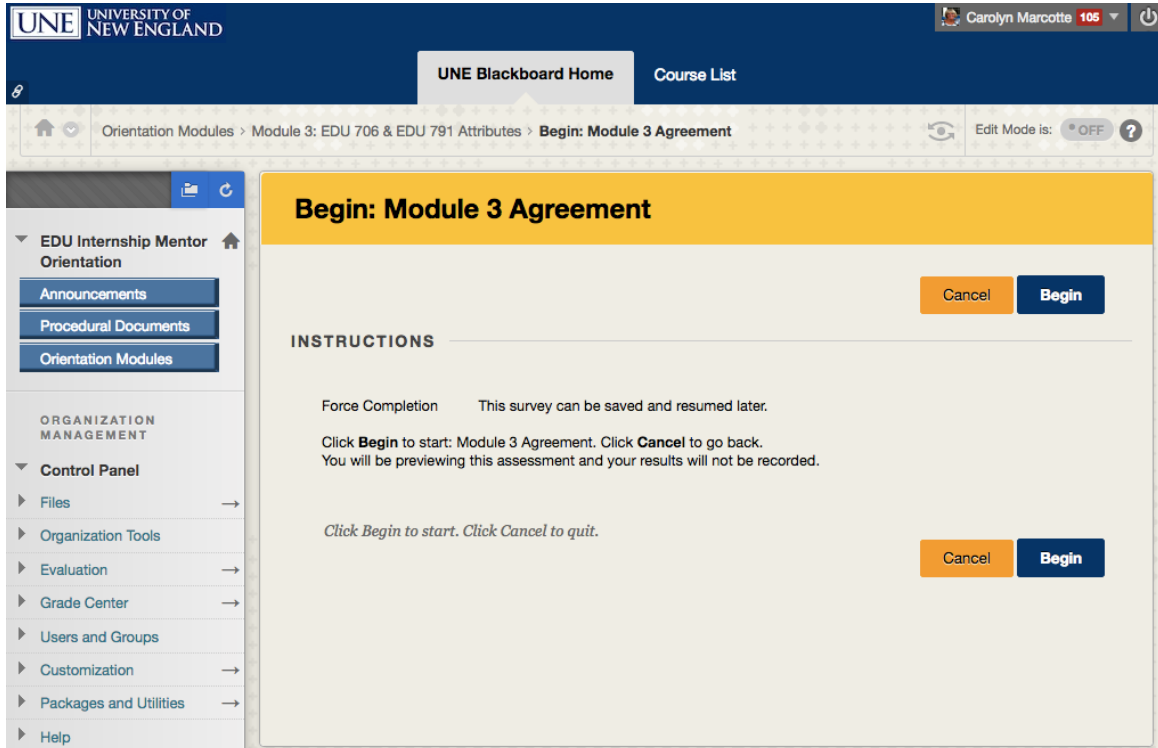 UNE UNIVERSITY OF
NEW ENGLAND
Carolyn Marcotte 105
UNE Blackboard Home Course List
Orientation Modules > Module 3: EDU 706 & EDU 791 Attributes > Begin: Module 3 Agreement Edit Mode is: OFF ?
Begin: Module 3 Agreement
EDU Internship Mentor
Orientation
Announcements
Procedural Documents
Orientation Modules
ORGANIZATION
MANAGEMENT
Control Panel
Files
Organization Tools
Evaluation
Grade Center
Users and Groups
Customization
Packages and Utilities
Help
Cancel Begin
INSTRUCTIONS
Force Completion This survey can be saved and resumed later.
Click Begin to start: Module 3 Agreement. Click Cancel to go back.
You will be previewing this assessment and your results will not be recorded.
Click Begin to start. Click Cancel to quit.
Cancel Begin